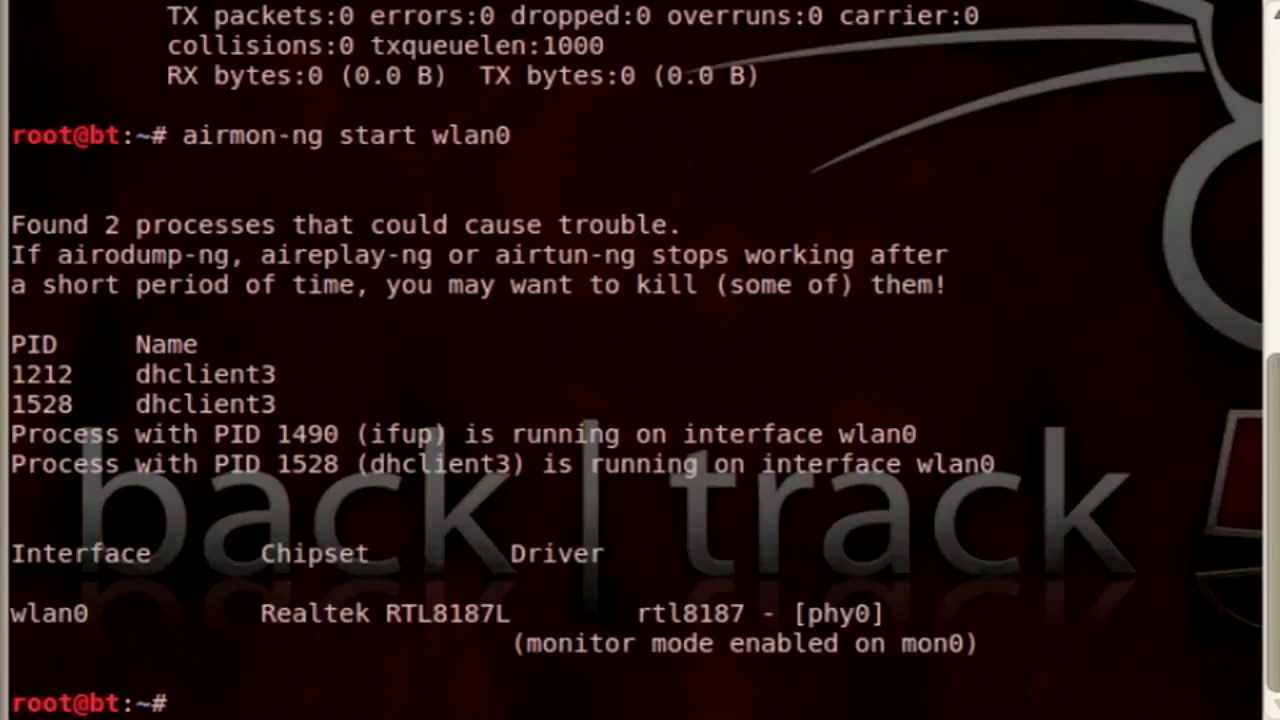 TX packets:0 errors:0 dropped:0 overruns:0 carrier:0
collisions:0 txqueuelen:1000
RX bytes:0 (0.0 B)  TX bytes:0 (0.0 B)
root@bt:~# airmon-ng start wlan0
Found 2 processes that could cause trouble.
If airodump-ng, aireplay-ng or airtun-ng stops working after
a short period of time, you may want to kill (some of) them!
PID     Name
1212    dhclient3
1528    dhclient3
Process with PID 1490 (ifup) is running on interface wlan0
Process with PID 1528 (dhclient3) is running on interface wlan0
back | track
Interface       Chipset         Driver
wlan0           Realtek RTL8187L        rtl8187 - [phy0]
(monitor mode enabled on mon0)
root@bt:~#